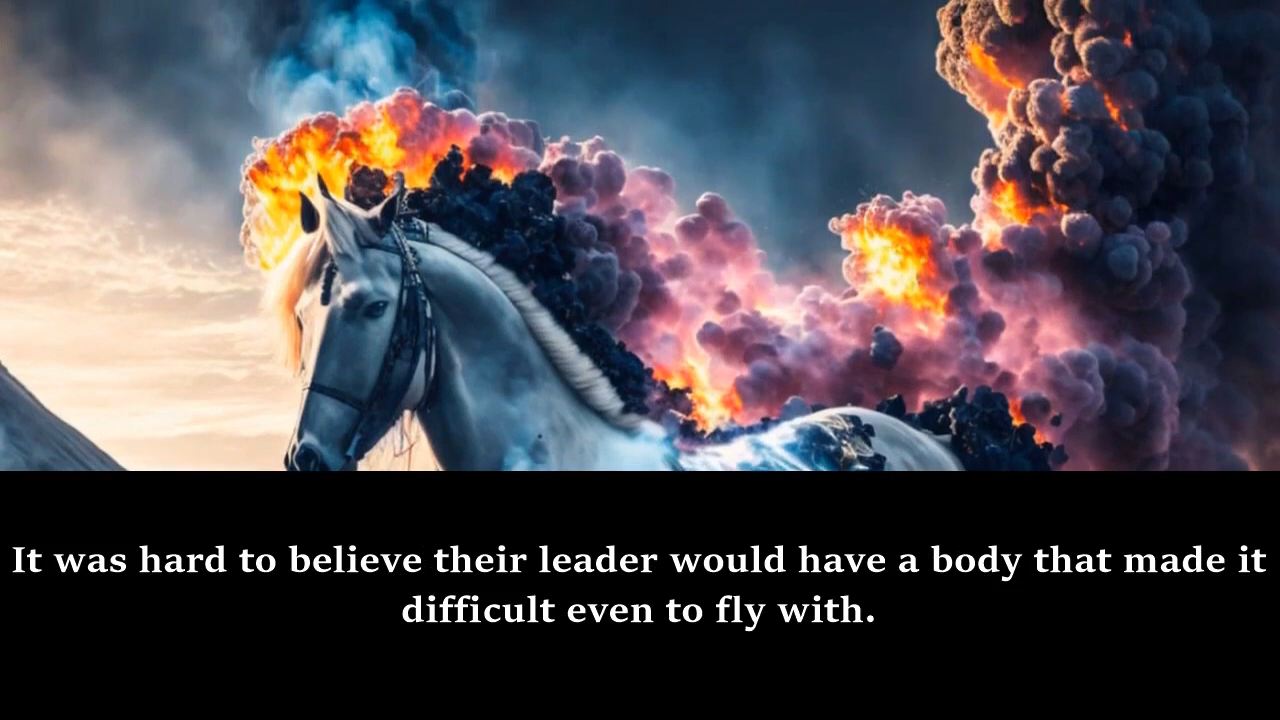 It was hard to believe their leader would have a body that made it
difficult even to fly with.